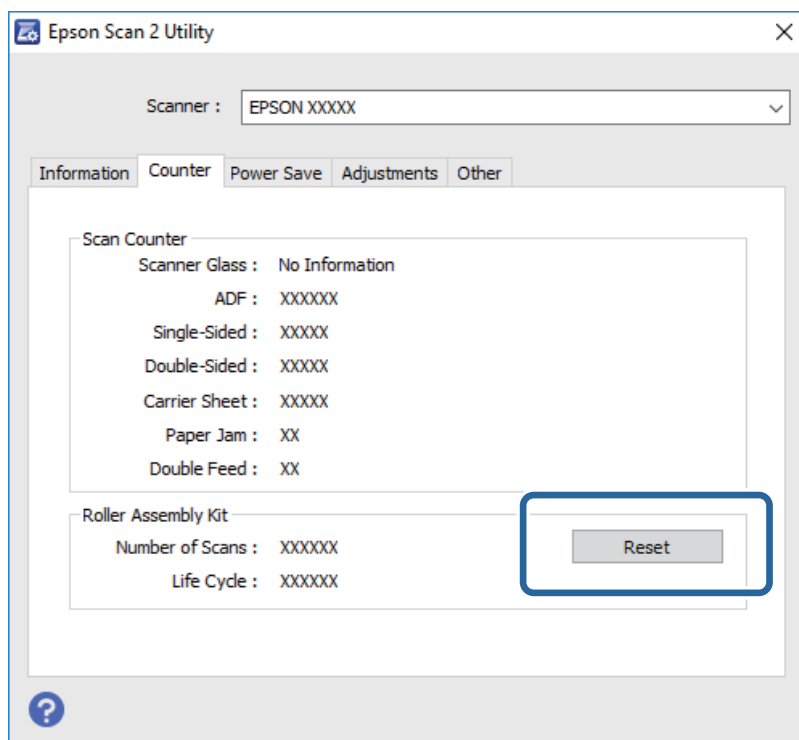 Epson Scan 2 Utility
Scanner : EPSON XXXXX
Information Counter Power Save Adjustments Other
Scan Counter
Scanner Glass : No Information
ADF : XXXXXX
Single-Sided : XXXXX
Double-Sided : XXXXX
Carrier Sheet : XXXXX
Paper Jam : XX
Double Feed : XX
Roller Assembly Kit
Number of Scans : XXXXXX Reset
Life Cycle : XXXXXX
?